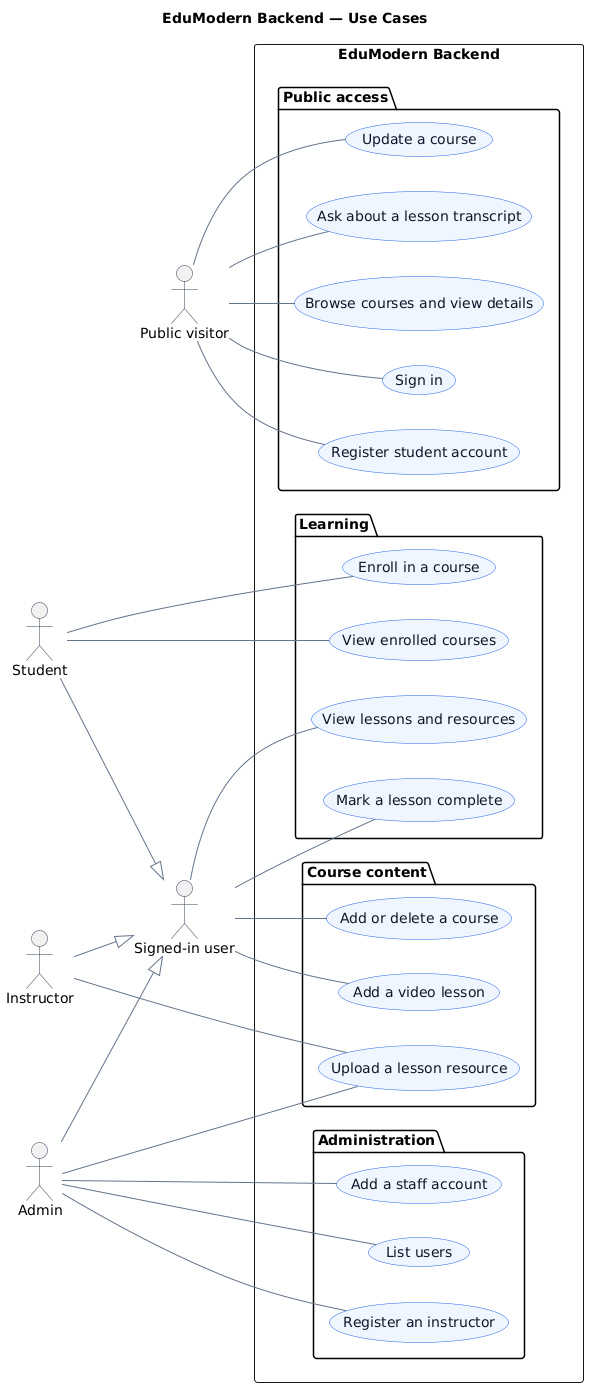 EduModern Backend — Use Cases
EduModern Backend
Public access
Update a course
Ask about a lesson transcript
Browse courses and view details
Public visitor
Sign in
Register student account
Learning
Enroll in a course
View enrolled courses
Student
View lessons and resources
Mark a lesson complete
Course content
Add or delete a course
Signed-in user
Add a video lesson
Instructor
Upload a lesson resource
Administration
Add a staff account
Admin
List users
Register an instructor